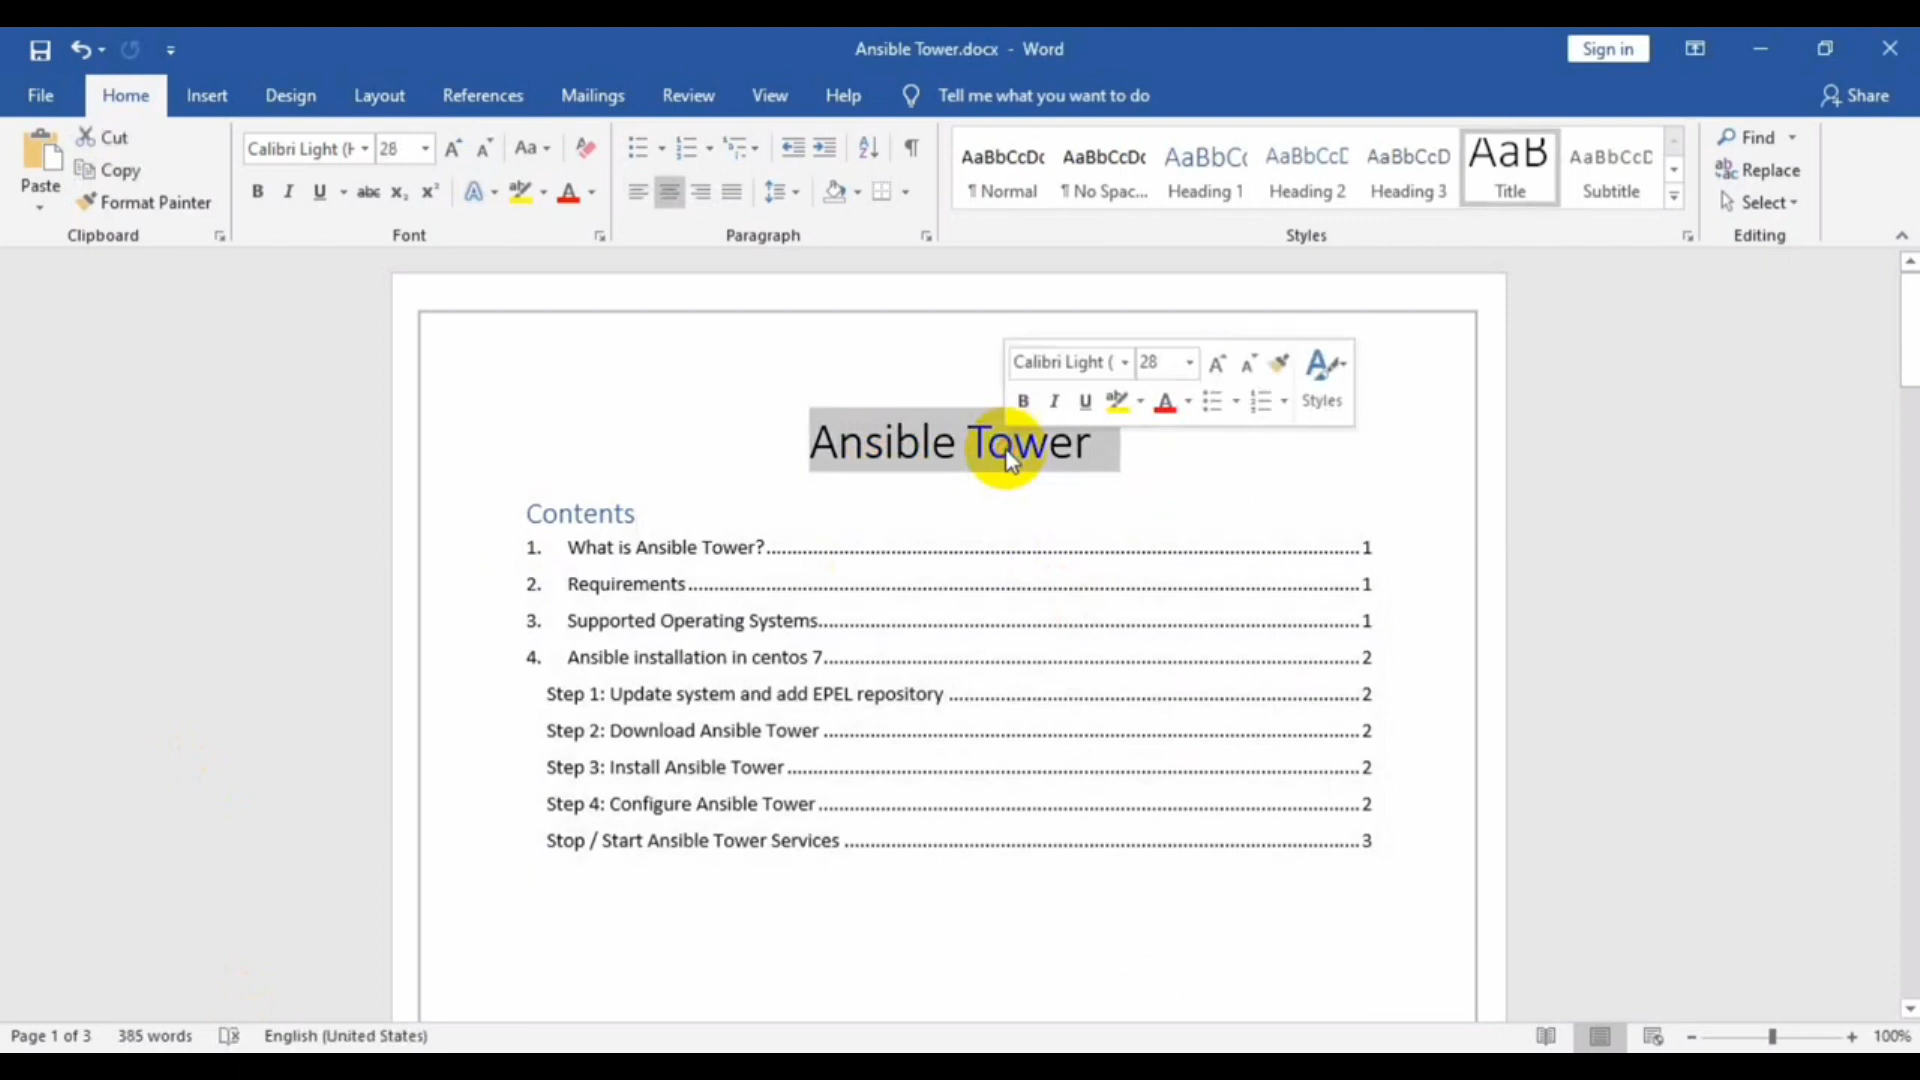 Ansible Tower.docx - Word
Sign in
File Home Insert Design Layout References Mailings Review View Help Tell me what you want to do Share
Paste
Cut
Copy
Format Painter
Clipboard
Calibri Light (H 28
Aa
B I U abc X₂ X²
Font
Paragraph
AaBbCcDc AaBbCcDc AaBbCc AaBbCcD AaBbCcD AaB AaBbCcD
¶ Normal ¶ No Spac... Heading 1 Heading 2 Heading 3 Title Subtitle
Styles
Find
Replace
Select
Editing
Calibri Light ( 28
B I U
Styles
Ansible Tower
Contents
1. What is Ansible Tower? 1
2. Requirements 1
3. Supported Operating Systems 1
4. Ansible installation in centos 7 2
Step 1: Update system and add EPEL repository 2
Step 2: Download Ansible Tower 2
Step 3: Install Ansible Tower 2
Step 4: Configure Ansible Tower 2
Stop / Start Ansible Tower Services 3
Page 1 of 3 385 words English (United States) 100%